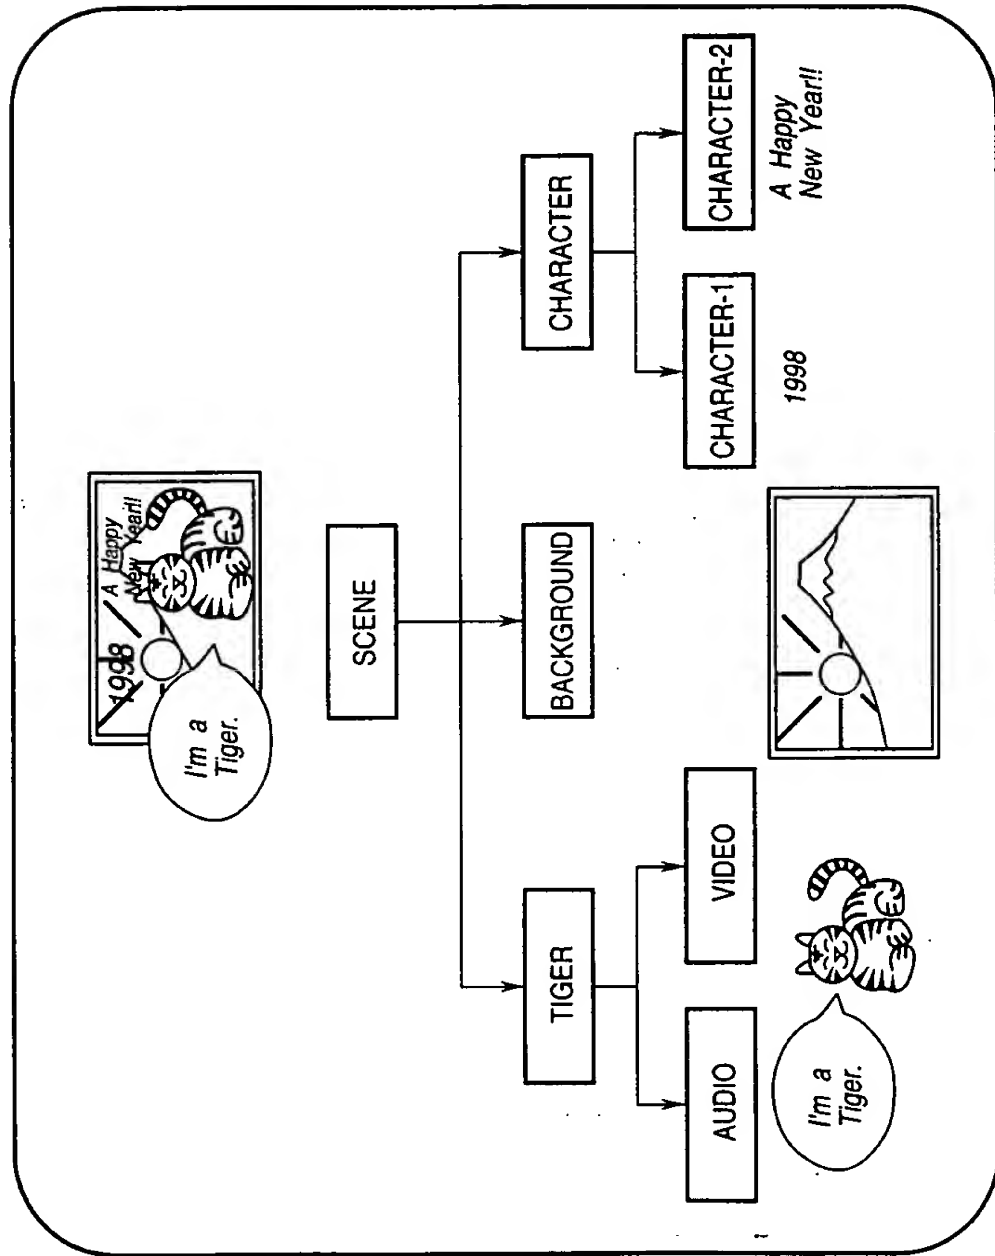 1998
A Happy
New Year!!
I'm a
Tiger.
SCENE
TIGER
BACKGROUND
CHARACTER
AUDIO
VIDEO
CHARACTER-1
CHARACTER-2
I'm a
Tiger.
1998
A Happy
New Year!!